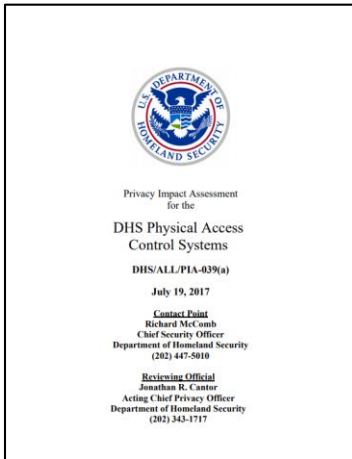 U.S. DEPARTMENT OF
HOMELAND SECURITY
Privacy Impact Assessment
for the
DHS Physical Access
Control Systems
DHS/ALL/PIA-039(a)
July 19, 2017
Contact Point
Richard McComb
Chief Security Officer
Department of Homeland Security
(202) 447-5010
Reviewing Official
Jonathan R. Cantor
Acting Chief Privacy Officer
Department of Homeland Security
(202) 343-1717